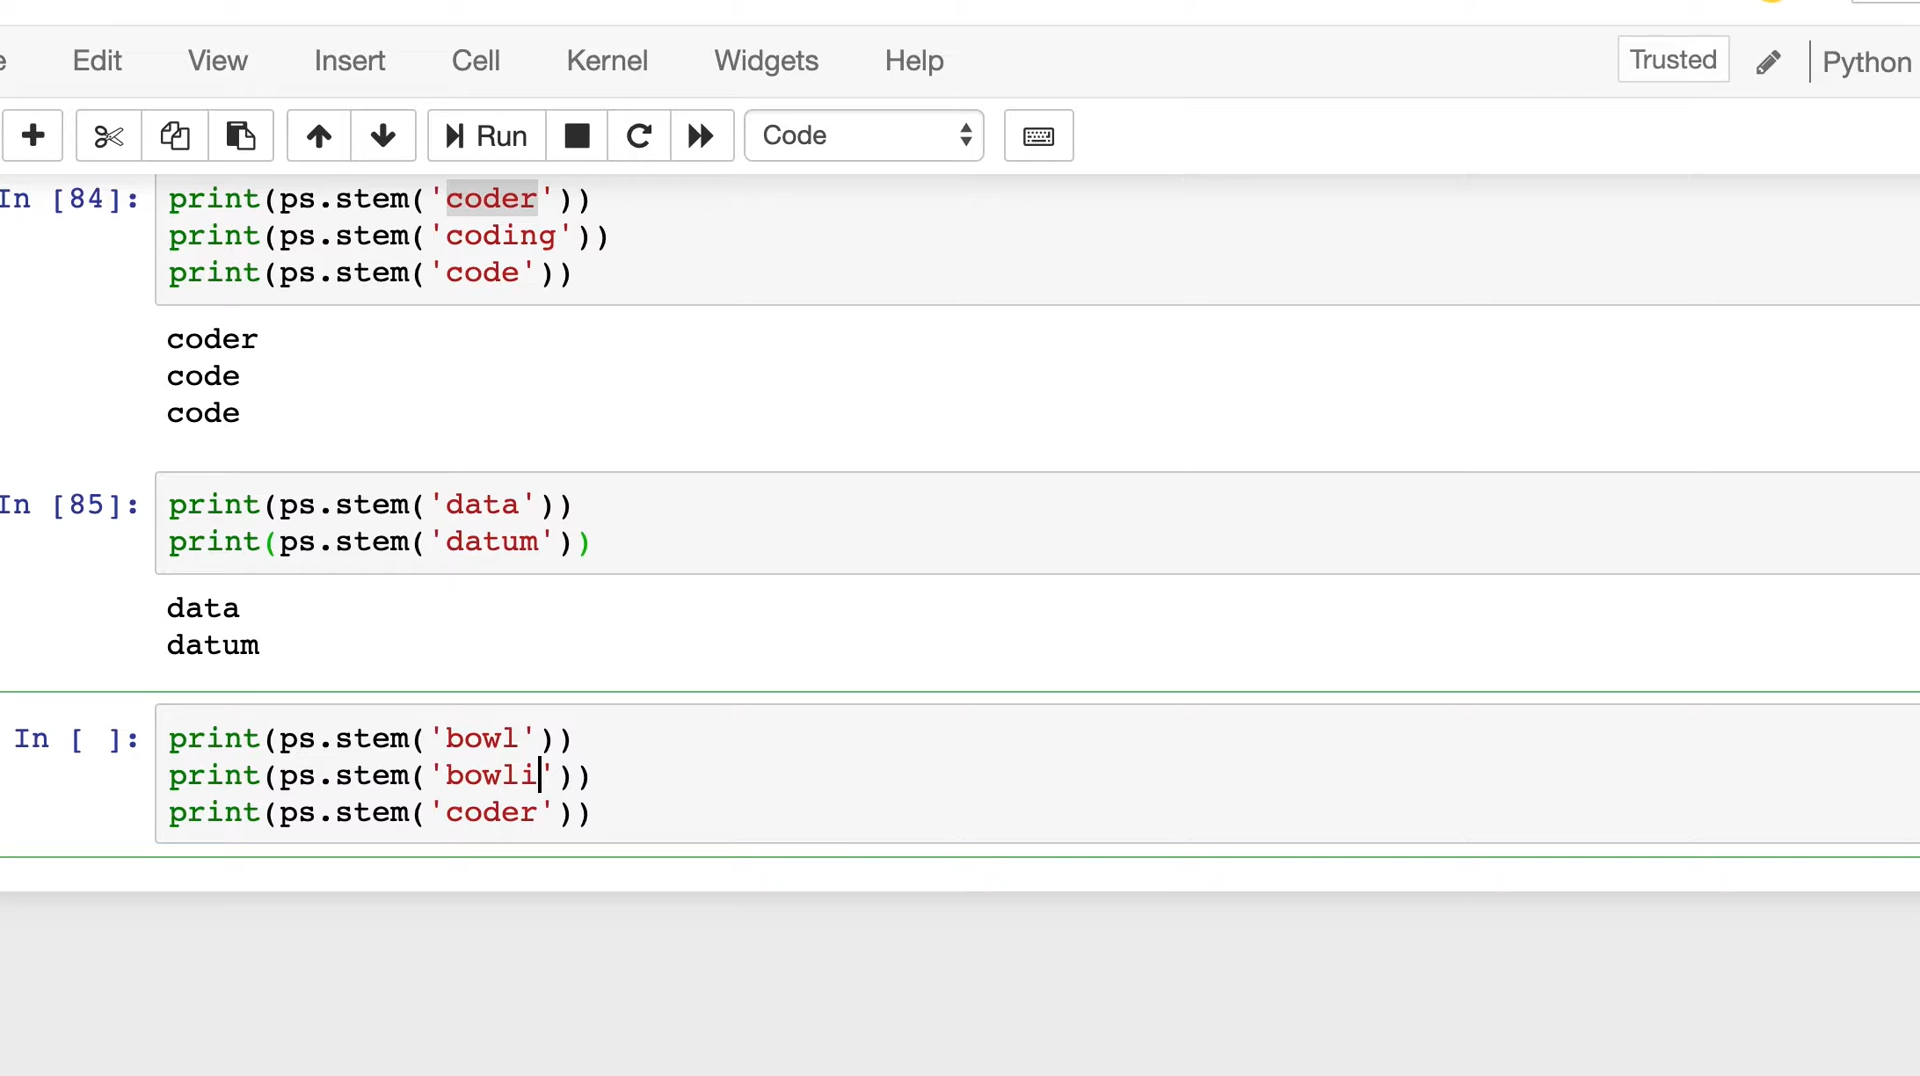 Edit View Insert Cell Kernel Widgets Help Trusted Python
Run Code
In [84]: print(ps.stem('coder'))
print(ps.stem('coding'))
print(ps.stem('code'))
coder
code
code
In [85]: print(ps.stem('data'))
print(ps.stem('datum'))
data
datum
In [ ]: print(ps.stem('bowl'))
print(ps.stem('bowli'))
print(ps.stem('coder'))